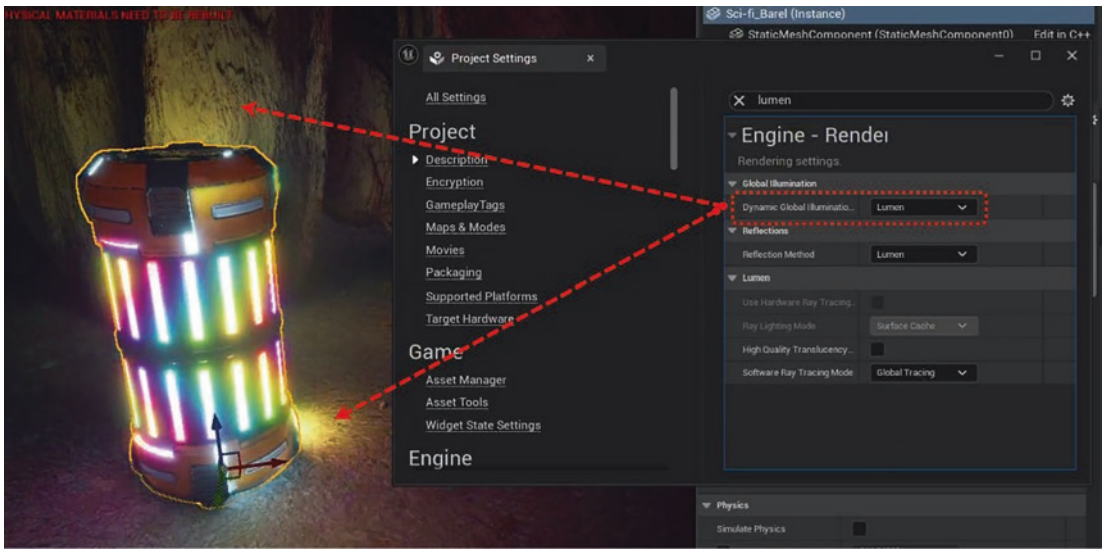 PHYSICAL MATERIALS NEED TO BE REBUILT
Sci-fi_Barel (Instance)
StaticMeshComponent (StaticMeshComponent0) Edit in C++
Project Settings
All Settings
Project
Description
Encryption
GameplayTags
Maps & Modes
Movies
Packaging
Supported Platforms
Target Hardware
Game
Asset Manager
Asset Tools
Widget State Settings
Engine
lumen
Engine - Render
Rendering settings.
Global Illumination
Dynamic Global Illuminatio... Lumen
Reflections
Reflection Method Lumen
Lumen
Use Hardware Ray Tracing..
Ray Lighting Mode Surface Cache
High Quality Translucency...
Software Ray Tracing Mode Global Tracing
Physics
Simulate Physics